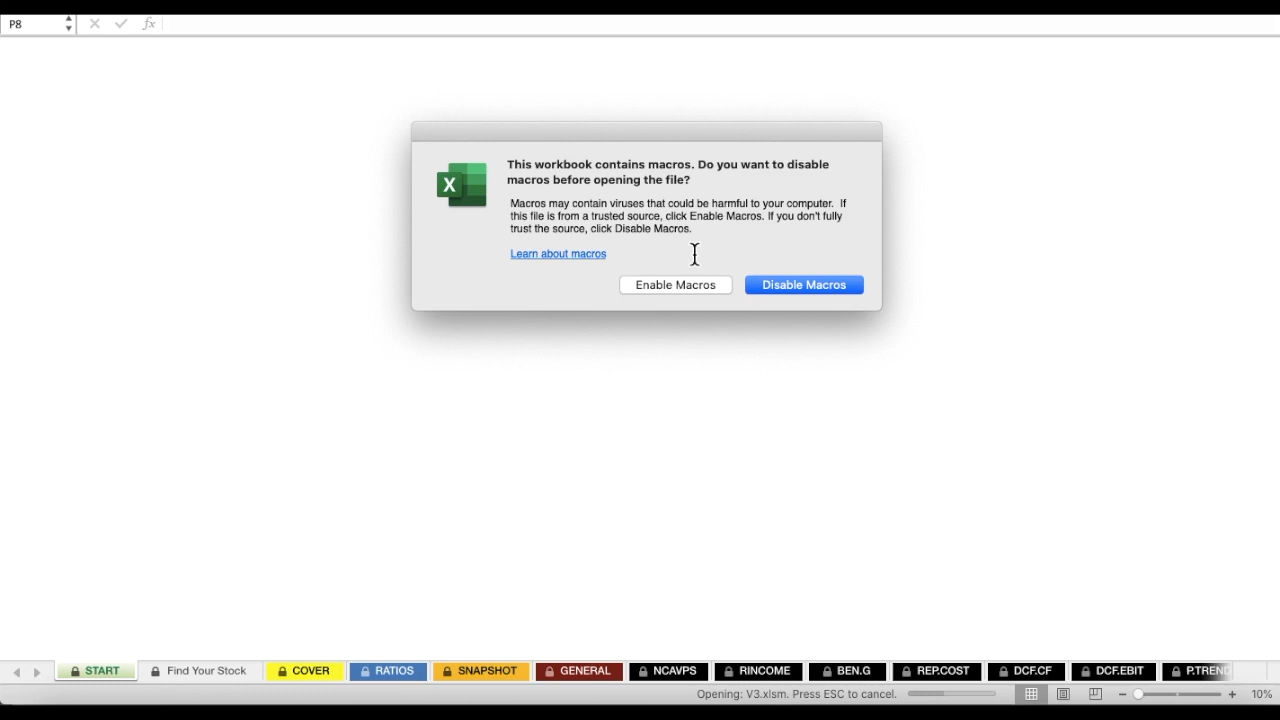 P8
fx
This workbook contains macros. Do you want to disable
macros before opening the file?
X
Macros may contain viruses that could be harmful to your computer. If
this file is from a trusted source, click Enable Macros. If you don't fully
trust the source, click Disable Macros.
Learn about macros
Enable Macros Disable Macros
START Find Your Stock COVER RATIOS SNAPSHOT GENERAL NCAVPS RINCOME BEN.G REP.COST DCF.CF DCF.EBIT P.TREND
Opening: V3.xlsm. Press ESC to cancel. 10%